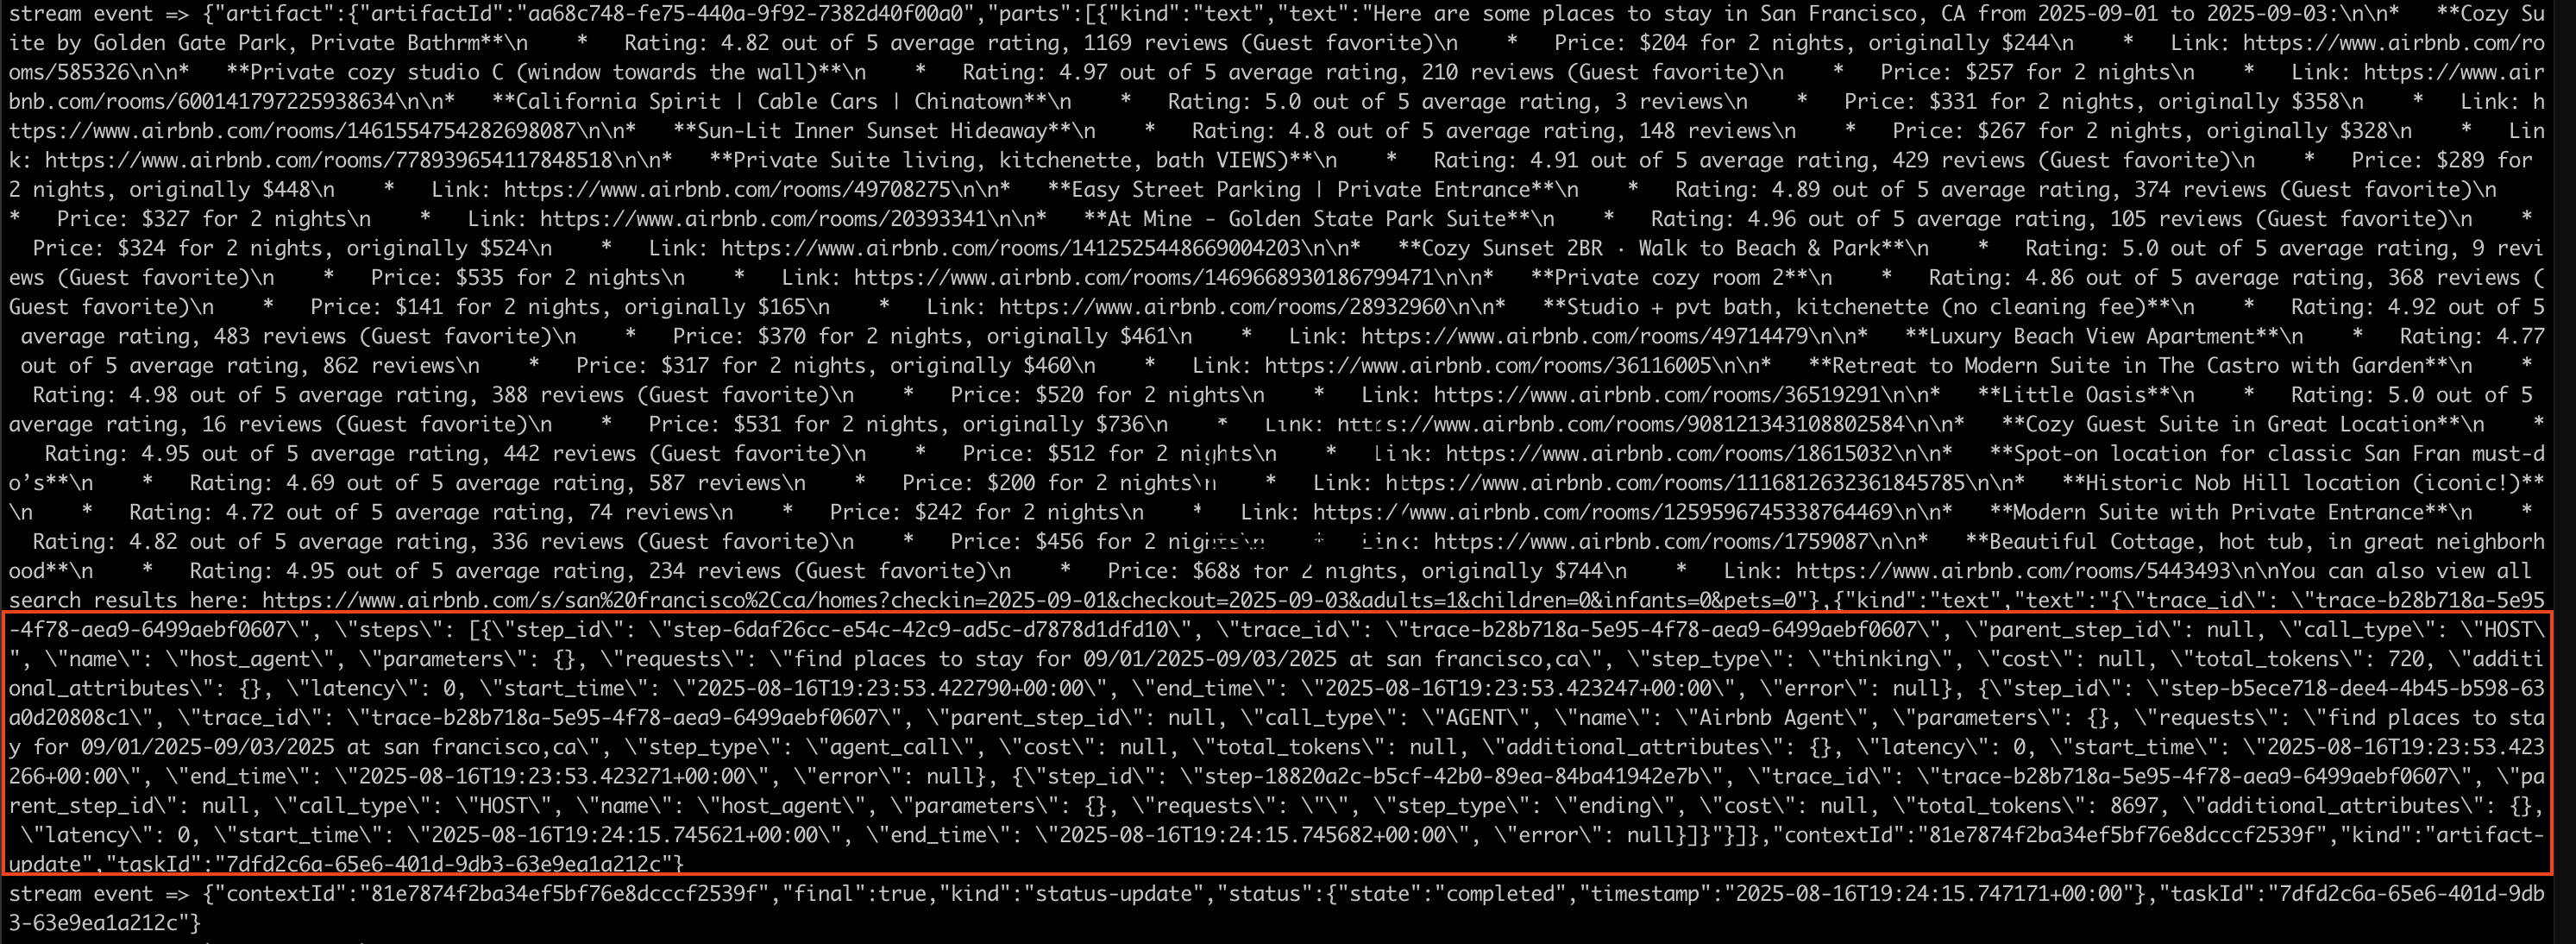 stream event => {"artifact":{"artifactId":"aa68c748-fe75-440a-9f92-7382d40f00a0","parts":[{"kind":"text","text":"Here are some places to stay in San Francisco, CA from 2025-09-01 to 2025-09-03:\n\n*   **Cozy Su
ite by Golden Gate Park, Private Bathrm**\n    *   Rating: 4.82 out of 5 average rating, 1169 reviews (Guest favorite)\n    *   Price: $204 for 2 nights, originally $244\n    *   Link: https://www.airbnb.com/ro
oms/585326\n\n*   **Private cozy studio C (window towards the wall)**\n    *   Rating: 4.97 out of 5 average rating, 210 reviews (Guest favorite)\n    *   Price: $257 for 2 nights\n    *   Link: https://www.air
bnb.com/rooms/600141797225938634\n\n*   **California Spirit | Cable Cars | Chinatown**\n    *   Rating: 5.0 out of 5 average rating, 3 reviews\n    *   Price: $331 for 2 nights, originally $358\n    *   Link: h
ttps://www.airbnb.com/rooms/1461554754282698087\n\n*   **Sun-Lit Inner Sunset Hideaway**\n    *   Rating: 4.8 out of 5 average rating, 148 reviews\n    *   Price: $267 for 2 nights, originally $328\n    *   Lin
k: https://www.airbnb.com/rooms/778939654117848518\n\n*   **Private Suite living, kitchenette, bath VIEWS)**\n    *   Rating: 4.91 out of 5 average rating, 429 reviews (Guest favorite)\n    *   Price: $289 for
2 nights, originally $448\n    *   Link: https://www.airbnb.com/rooms/49708275\n\n*   **Easy Street Parking | Private Entrance**\n    *   Rating: 4.89 out of 5 average rating, 374 reviews (Guest favorite)\n
*   Price: $327 for 2 nights\n    *   Link: https://www.airbnb.com/rooms/20393341\n\n*   **At Mine - Golden State Park Suite**\n    *   Rating: 4.96 out of 5 average rating, 105 reviews (Guest favorite)\n    *
  Price: $324 for 2 nights, originally $524\n    *   Link: https://www.airbnb.com/rooms/1412525448669004203\n\n*   **Cozy Sunset 2BR · Walk to Beach & Park**\n    *   Rating: 5.0 out of 5 average rating, 9 revi
ews (Guest favorite)\n    *   Price: $535 for 2 nights\n    *   Link: https://www.airbnb.com/rooms/1469668930186799471\n\n*   **Private cozy room 2**\n    *   Rating: 4.86 out of 5 average rating, 368 reviews (
Guest favorite)\n    *   Price: $141 for 2 nights, originally $165\n    *   Link: https://www.airbnb.com/rooms/28932960\n\n*   **Studio + pvt bath, kitchenette (no cleaning fee)**\n    *   Rating: 4.92 out of 5
 average rating, 483 reviews (Guest favorite)\n    *   Price: $370 for 2 nights, originally $461\n    *   Link: https://www.airbnb.com/rooms/49714479\n\n*   **Luxury Beach View Apartment**\n    *   Rating: 4.77
 out of 5 average rating, 862 reviews\n    *   Price: $317 for 2 nights, originally $460\n    *   Link: https://www.airbnb.com/rooms/36116005\n\n*   **Retreat to Modern Suite in The Castro with Garden**\n    *
  Rating: 4.98 out of 5 average rating, 388 reviews (Guest favorite)\n    *   Price: $520 for 2 nights\n    *   Link: https://www.airbnb.com/rooms/36519291\n\n*   **Little Oasis**\n    *   Rating: 5.0 out of 5
average rating, 16 reviews (Guest favorite)\n    *   Price: $531 for 2 nights, originally $736\n    *   Link: https://www.airbnb.com/rooms/908121343108802584\n\n*   **Cozy Guest Suite in Great Location**\n    *
   Rating: 4.95 out of 5 average rating, 442 reviews (Guest favorite)\n    *   Price: $512 for 2 nights\n    *   Link: https://www.airbnb.com/rooms/18615032\n\n*   **Spot-on location for classic San Fran must-d
o’s**\n    *   Rating: 4.69 out of 5 average rating, 587 reviews\n    *   Price: $200 for 2 nights\n    *   Link: https://www.airbnb.com/rooms/1116812632361845785\n\n*   **Historic Nob Hill location (iconic!)**
\n    *   Rating: 4.72 out of 5 average rating, 74 reviews\n    *   Price: $242 for 2 nights\n    *   Link: https://www.airbnb.com/rooms/1259596745338764469\n\n*   **Modern Suite with Private Entrance**\n    *
  Rating: 4.82 out of 5 average rating, 336 reviews (Guest favorite)\n    *   Price: $456 for 2 nights\n    *   Link: https://www.airbnb.com/rooms/1759087\n\n*   **Beautiful Cottage, hot tub, in great neighborh
ood**\n    *   Rating: 4.95 out of 5 average rating, 234 reviews (Guest favorite)\n    *   Price: $688 for 2 nights, originally $744\n    *   Link: https://www.airbnb.com/rooms/5443493\n\nYou can also view all
search results here: https://www.airbnb.com/s/san%20francisco%2Cca/homes?checkin=2025-09-01&checkout=2025-09-03&adults=1&children=0&infants=0&pets=0"},{"kind":"text","text":"{\"trace_id\": \"trace-b28b718a-5e95
-4f78-aea9-6499aebf0607\", \"steps\": [{\"step_id\": \"step-6daf26cc-e54c-42c9-ad5c-d7878d1dfd10\", \"trace_id\": \"trace-b28b718a-5e95-4f78-aea9-6499aebf0607\", \"parent_step_id\": null, \"call_type\": \"HOST\
", \"name\": \"host_agent\", \"parameters\": {}, \"requests\": \"find places to stay for 09/01/2025-09/03/2025 at san francisco,ca\", \"step_type\": \"thinking\", \"cost\": null, \"total_tokens\": 720, \"additi
onal_attributes\": {}, \"latency\": 0, \"start_time\": \"2025-08-16T19:23:53.422790+00:00\", \"end_time\": \"2025-08-16T19:23:53.423247+00:00\", \"error\": null}, {\"step_id\": \"step-b5ece718-dee4-4b45-b598-63
a0d20808c1\", \"trace_id\": \"trace-b28b718a-5e95-4f78-aea9-6499aebf0607\", \"parent_step_id\": null, \"call_type\": \"AGENT\", \"name\": \"Airbnb Agent\", \"parameters\": {}, \"requests\": \"find places to sta
y for 09/01/2025-09/03/2025 at san francisco,ca\", \"step_type\": \"agent_call\", \"cost\": null, \"total_tokens\": null, \"additional_attributes\": {}, \"latency\": 0, \"start_time\": \"2025-08-16T19:23:53.423
266+00:00\", \"end_time\": \"2025-08-16T19:23:53.423271+00:00\", \"error\": null}, {\"step_id\": \"step-18820a2c-b5cf-42b0-89ea-84ba41942e7b\", \"trace_id\": \"trace-b28b718a-5e95-4f78-aea9-6499aebf0607\", \"pa
rent_step_id\": null, \"call_type\": \"HOST\", \"name\": \"host_agent\", \"parameters\": {}, \"requests\": \"\", \"step_type\": \"ending\", \"cost\": null, \"total_tokens\": 8697, \"additional_attributes\": {},
 \"latency\": 0, \"start_time\": \"2025-08-16T19:24:15.745621+00:00\", \"end_time\": \"2025-08-16T19:24:15.745682+00:00\", \"error\": null}]}"}]},"contextId":"81e7874f2ba34ef5bf76e8dcccf2539f","kind":"artifact-
update","taskId":"7dfd2c6a-65e6-401d-9db3-63e9ea1a212c"}
stream event => {"contextId":"81e7874f2ba34ef5bf76e8dcccf2539f","final":true,"kind":"status-update","status":{"state":"completed","timestamp":"2025-08-16T19:24:15.747171+00:00"},"taskId":"7dfd2c6a-65e6-401d-9db
3-63e9ea1a212c"}